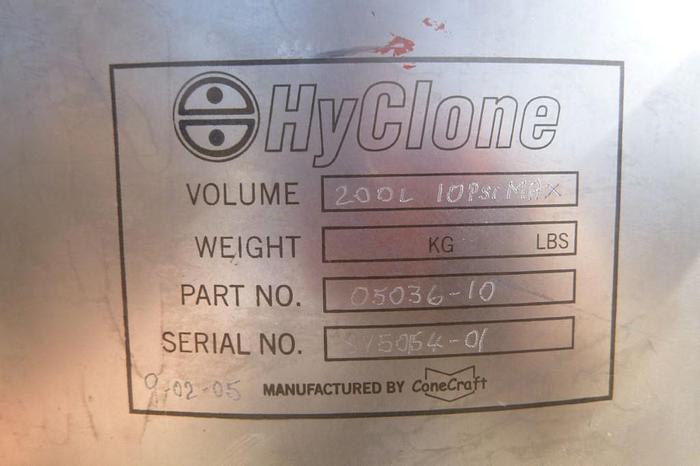 HyClone
VOLUME 200L 10PSI MAX
WEIGHT KG LBS
PART NO. 05036-10
SERIAL NO.
9-02-05 MANUFACTURED BY ConeCraft